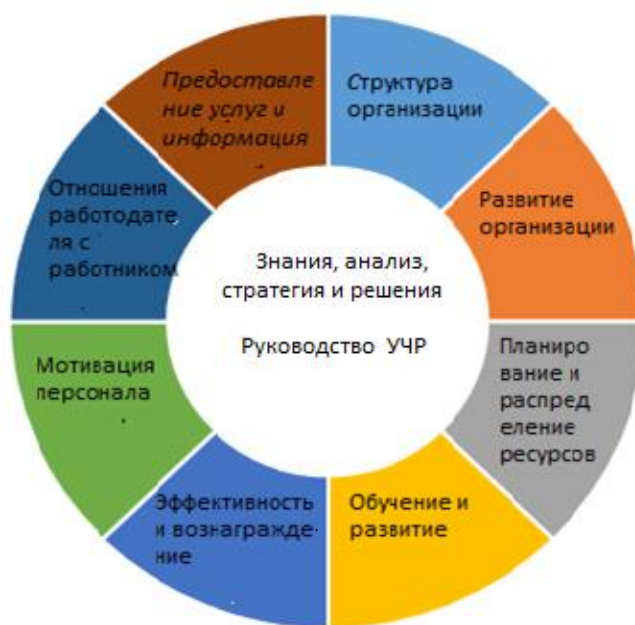 Предоставле
ние услуг и
информация
Структура
организации
Развитие
организации
Планиро
вание и
распред
еление
ресурсов
Обучение и
развитие
Эффективность
и вознагражде
ние
Мотивация
персонала
Отношения
работодате
ля с
работником
Знания, анализ,
стратегия и решения
Руководство УЧР